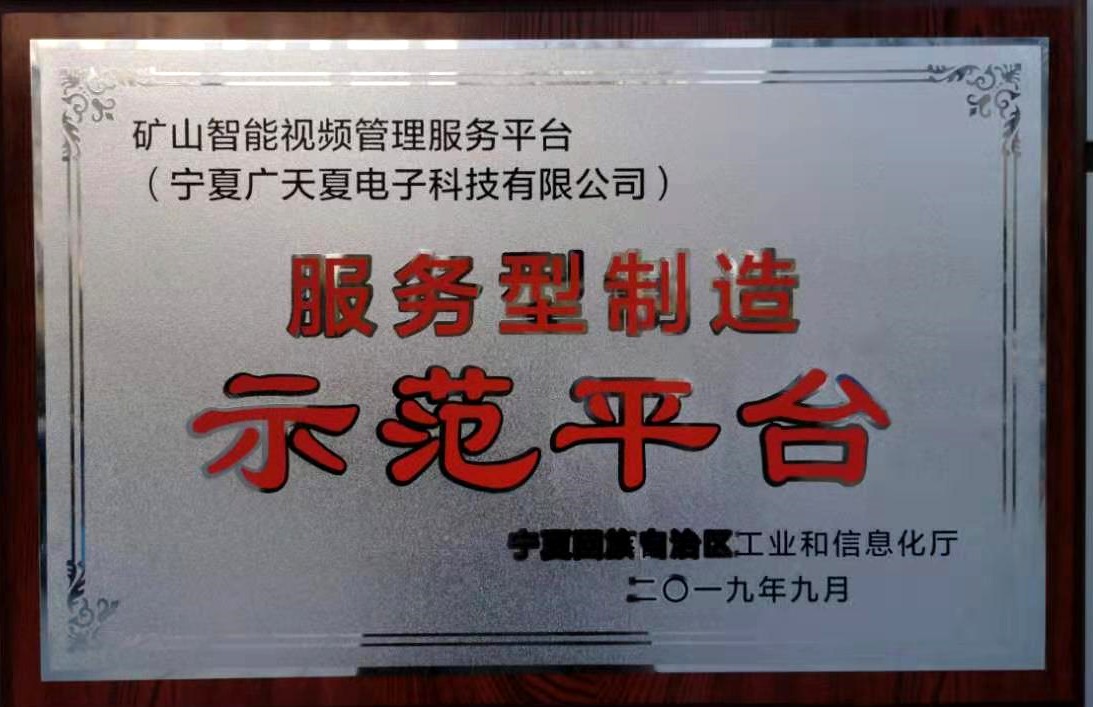 矿山智能视频管理服务平台
（宁夏广天夏电子科技有限公司）
服务型制造
示范平台
宁夏回族自治区工业和信息化厅
二〇一九年九月